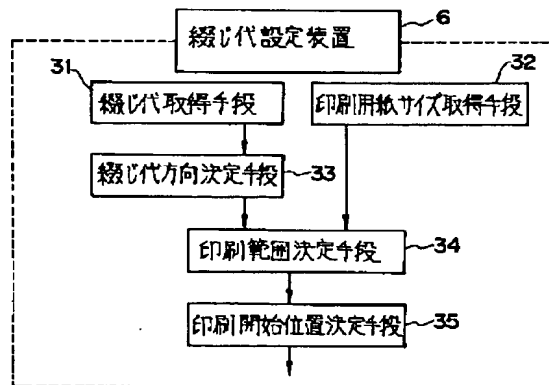 綴じ代設定装置
6
31
32
綴じ代取得手段
印刷用紙サイズ取得手段
綴じ代方向決定手段
33
印刷範囲決定手段
34
印刷開始位置決定手段
35